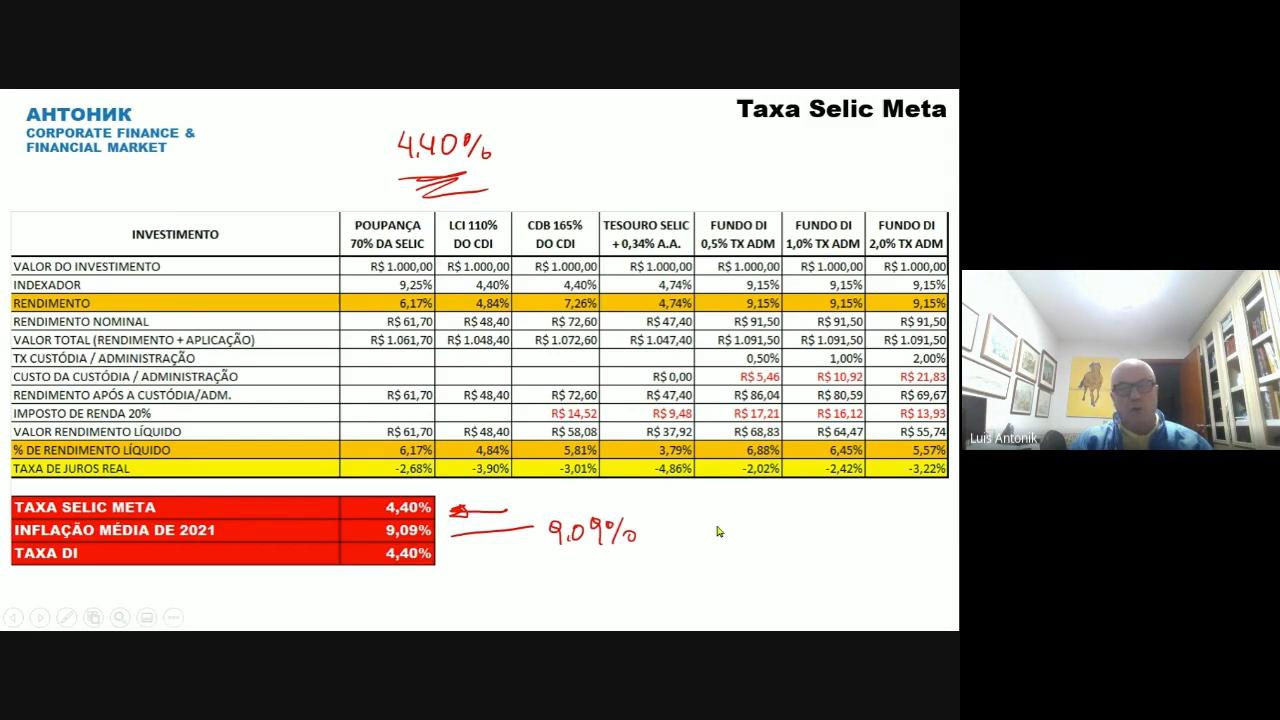 АНТОНИК
CORPORATE FINANCE &
FINANCIAL MARKET
Taxa Selic Meta
4.40%
INVESTIMENTO POUPANÇA 70% DA SELIC LCI 110% DO CDI CDB 165% DO CDI TESOURO SELIC + 0,34% A.A. FUNDO DI 0,5% TX ADM FUNDO DI 1,0% TX ADM FUNDO DI 2,0% TX ADM
VALOR DO INVESTIMENTO R$ 1.000,00 R$ 1.000,00 R$ 1.000,00 R$ 1.000,00 R$ 1.000,00 R$ 1.000,00 R$ 1.000,00
INDEXADOR 9,25% 4,40% 4,40% 4,74% 9,15% 9,15% 9,15%
RENDIMENTO 6,17% 4,84% 7,26% 4,74% 9,15% 9,15% 9,15%
RENDIMENTO NOMINAL R$ 61,70 R$ 48,40 R$ 72,60 R$ 47,40 R$ 91,50 R$ 91,50 R$ 91,50
VALOR TOTAL (RENDIMENTO + APLICAÇÃO) R$ 1.061,70 R$ 1.048,40 R$ 1.072,60 R$ 1.047,40 R$ 1.091,50 R$ 1.091,50 R$ 1.091,50
TX CUSTÓDIA / ADMINISTRAÇÃO 0,50% 1,00% 2,00%
CUSTO DA CUSTÓDIA / ADMINISTRAÇÃO R$ 0,00 R$ 5,46 R$ 10,92 R$ 21,83
RENDIMENTO APÓS A CUSTÓDIA/ADM. R$ 61,70 R$ 48,40 R$ 72,60 R$ 47,40 R$ 86,04 R$ 80,59 R$ 69,67
IMPOSTO DE RENDA 20% R$ 14,52 R$ 9,48 R$ 17,21 R$ 16,12 R$ 13,93
VALOR RENDIMENTO LÍQUIDO R$ 61,70 R$ 48,40 R$ 58,08 R$ 37,92 R$ 68,83 R$ 64,47 R$ 55,74
% DE RENDIMENTO LÍQUIDO 6,17% 4,84% 5,81% 3,79% 6,88% 6,45% 5,57%
TAXA DE JUROS REAL -2,68% -3,90% -3,01% -4,86% -2,02% -2,42% -3,22%
TAXA SELIC META 4,40%
INFLAÇÃO MÉDIA DE 2021 9,09%
TAXA DI 4,40%
9.09%
Luis Antonik